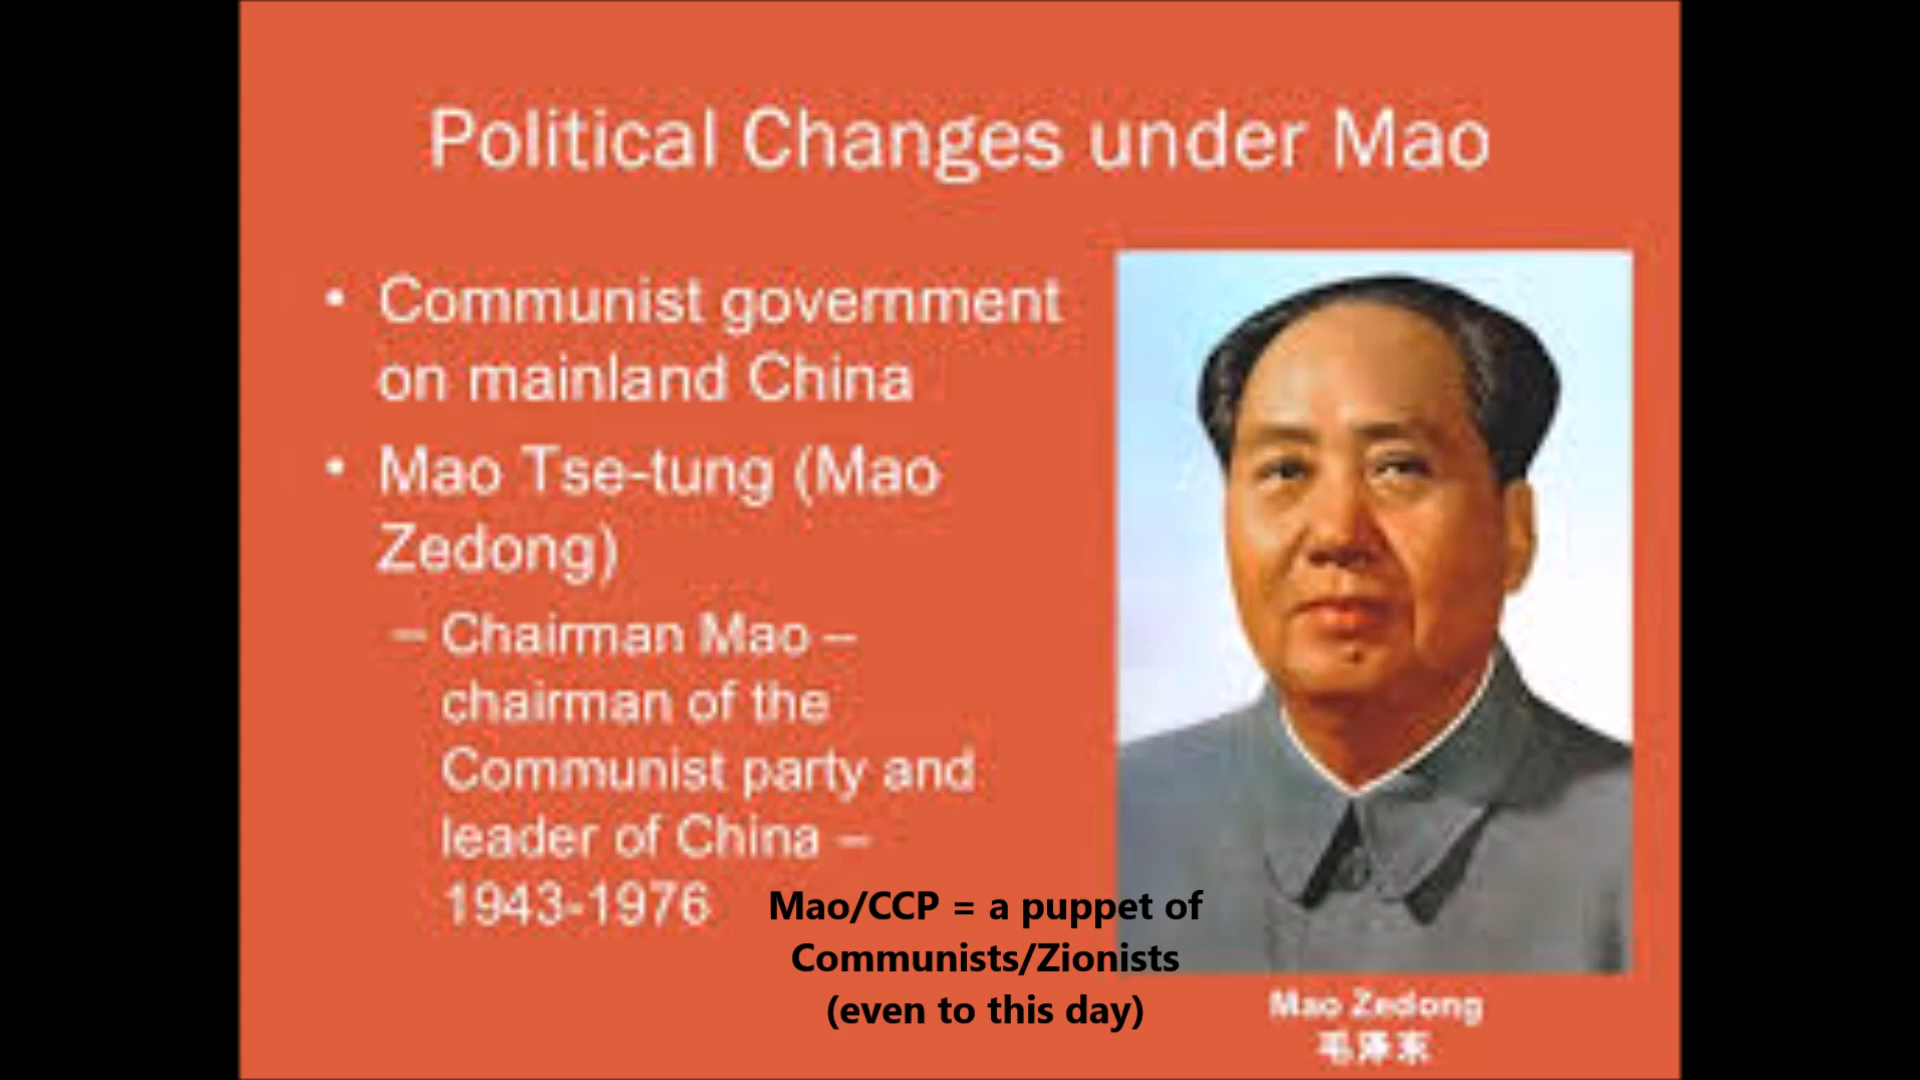 Political Changes under Mao
• Communist government
on mainland China
• Mao Tse-tung (Mao
Zedong)
– Chairman Mao –
chairman of the
Communist party and
leader of China –
1943-1976
Mao/CCP = a puppet of
Communists/Zionists
(even to this day)
Mao Zedong
毛泽东